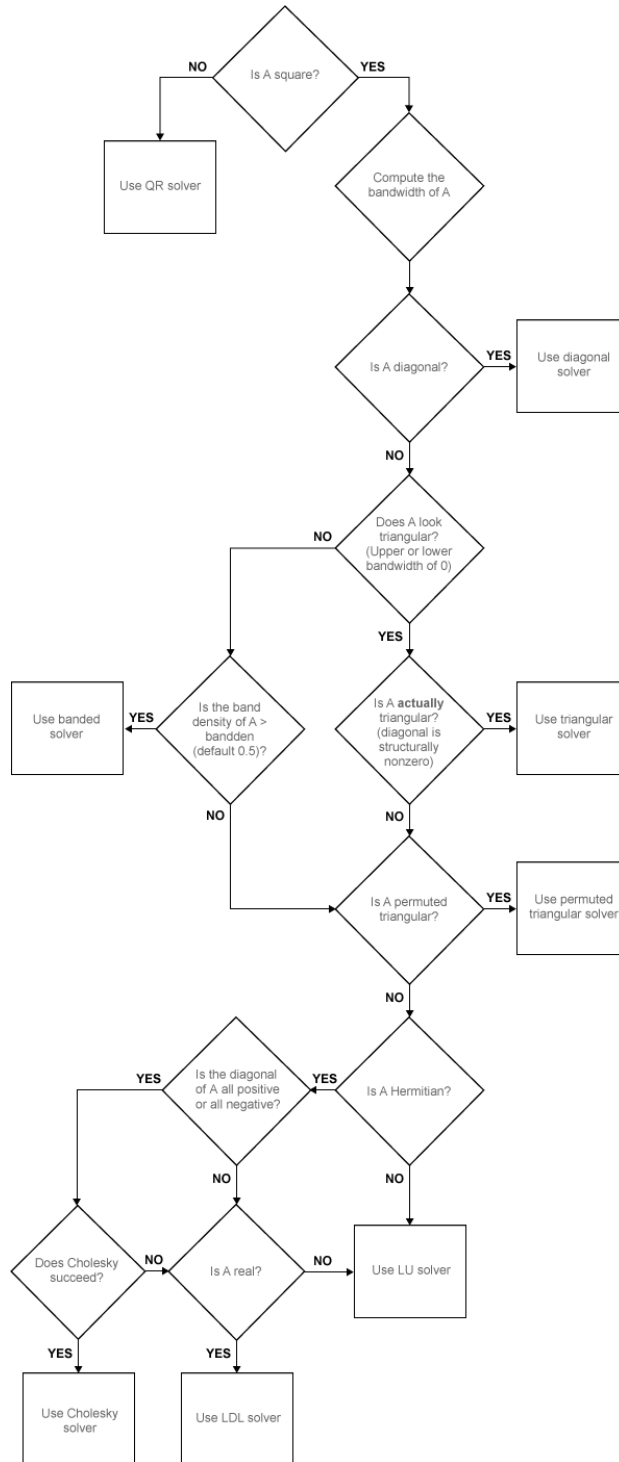 NO
Is A square?
YES
Use QR solver
Compute the
bandwidth of A
Is A diagonal?
YES
Use diagonal
solver
NO
Does A look
triangular?
(Upper or lower
bandwidth of 0)
NO
YES
Use banded
solver
YES
Is the band
density of A >
bandden
(default 0.5)?
Is A actually
triangular?
(diagonal is
structurally
nonzero)
YES
Use triangular
solver
NO
NO
Is A permuted
triangular?
YES
Use permuted
triangular solver
NO
YES
Is the diagonal
of A all positive
or all negative?
YES
Is A Hermitian?
NO
NO
Does Cholesky
succeed?
NO
Is A real?
NO
Use LU solver
YES
YES
Use Cholesky
solver
Use LDL solver